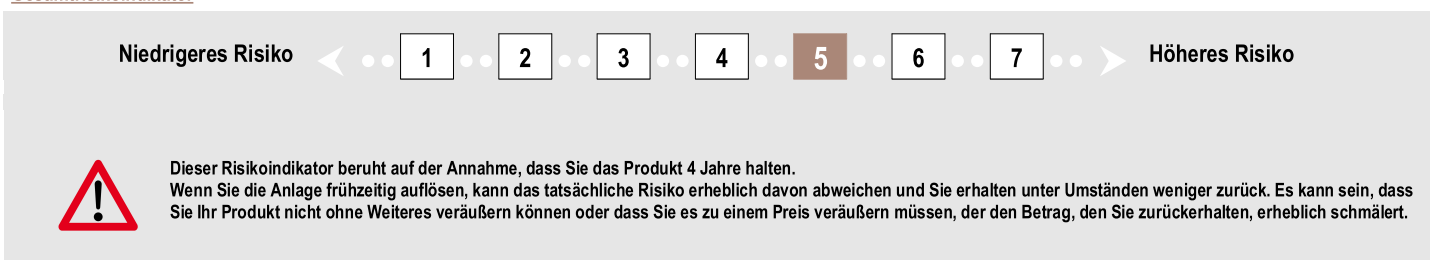 Niedrigeres Risiko 1 2 3 4 5 6 7 Höheres Risiko
Dieser Risikoindikator beruht auf der Annahme, dass Sie das Produkt 4 Jahre halten.
Wenn Sie die Anlage frühzeitig auflösen, kann das tatsächliche Risiko erheblich davon abweichen und Sie erhalten unter Umständen weniger zurück. Es kann sein, dass
Sie Ihr Produkt nicht ohne Weiteres veräußern können oder dass Sie es zu einem Preis veräußern müssen, der den Betrag, den Sie zurückerhalten, erheblich schmälert.